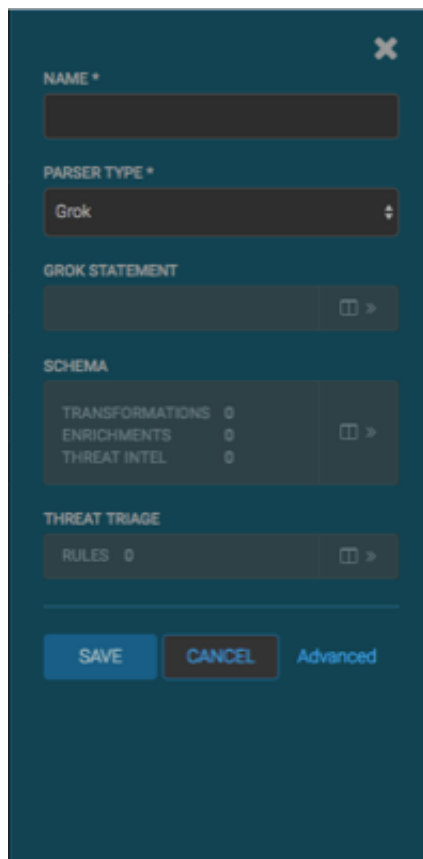 NAME *
PARSER TYPE *
Grok
GROK STATEMENT
SCHEMA
TRANSFORMATIONS 0
ENRICHMENTS 0
THREAT INTEL 0
THREAT TRIAGE
RULES 0
SAVE CANCEL Advanced